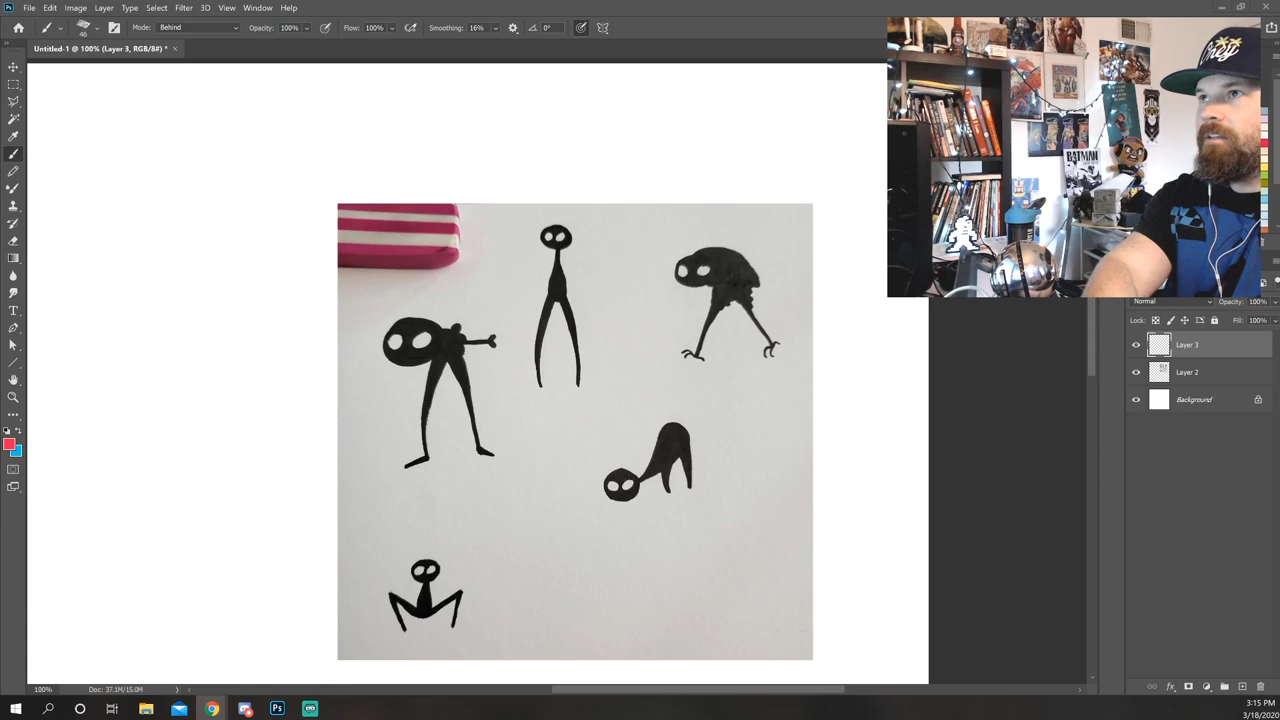 File Edit Image Layer Type Select Filter 3D View Window Help
46 Mode: Behind Opacity: 100% Flow: 100% Smoothing: 16% 0°
Untitled-1 @ 100% (Layer 3, RGB/8#) * ×
BATMAN
Normal Opacity: 100%
Lock: Fill: 100%
Layer 3
Layer 2
Background
100% Doc: 37.1M/15.0M
3:15 PM
3/18/2020